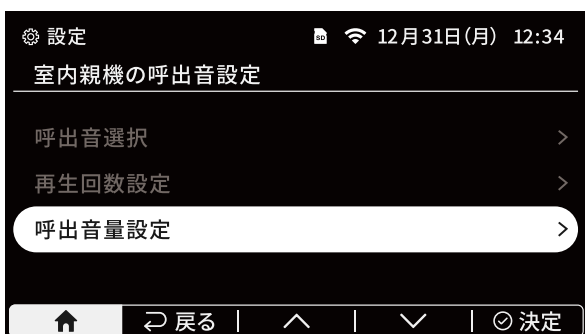 設定 SD 12月31日(月) 12:34
室内親機の呼出音設定
呼出音選択
再生回数設定
呼出音量設定
戻る 決定